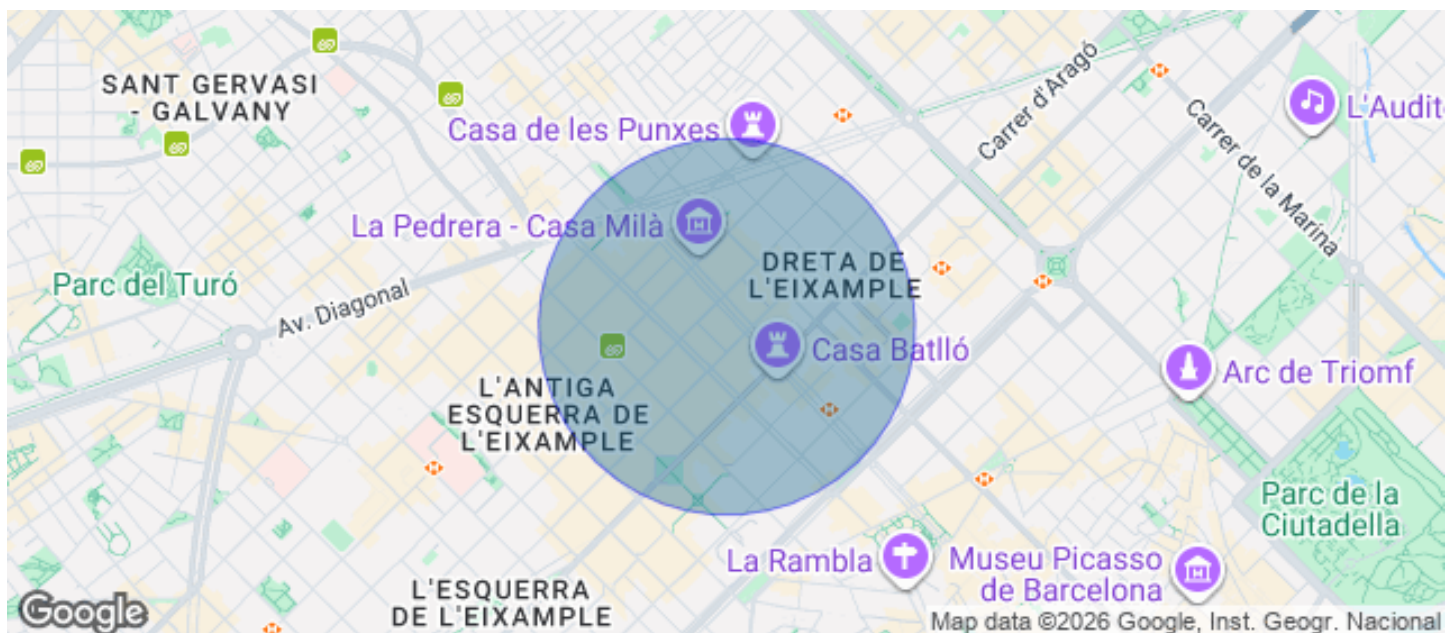 SANT GERVASI
- GALVANY
Casa de les Punxes
Carrer d'Aragó
L'Audit
Carrer de la Marina
La Pedrera - Casa Milà
DRETA DE
L'EIXAMPLE
Parc del Turó
Av. Diagonal
Casa Batlló
Arc de Triomf
L'ANTIGA
ESQUERRA DE
L'EIXAMPLE
Parc de la
Ciutadella
La Rambla
Museu Picasso
de Barcelona
L'ESQUERRA
DE L'EIXAMPLE
Google
Map data ©2026 Google, Inst. Geogr. Nacional